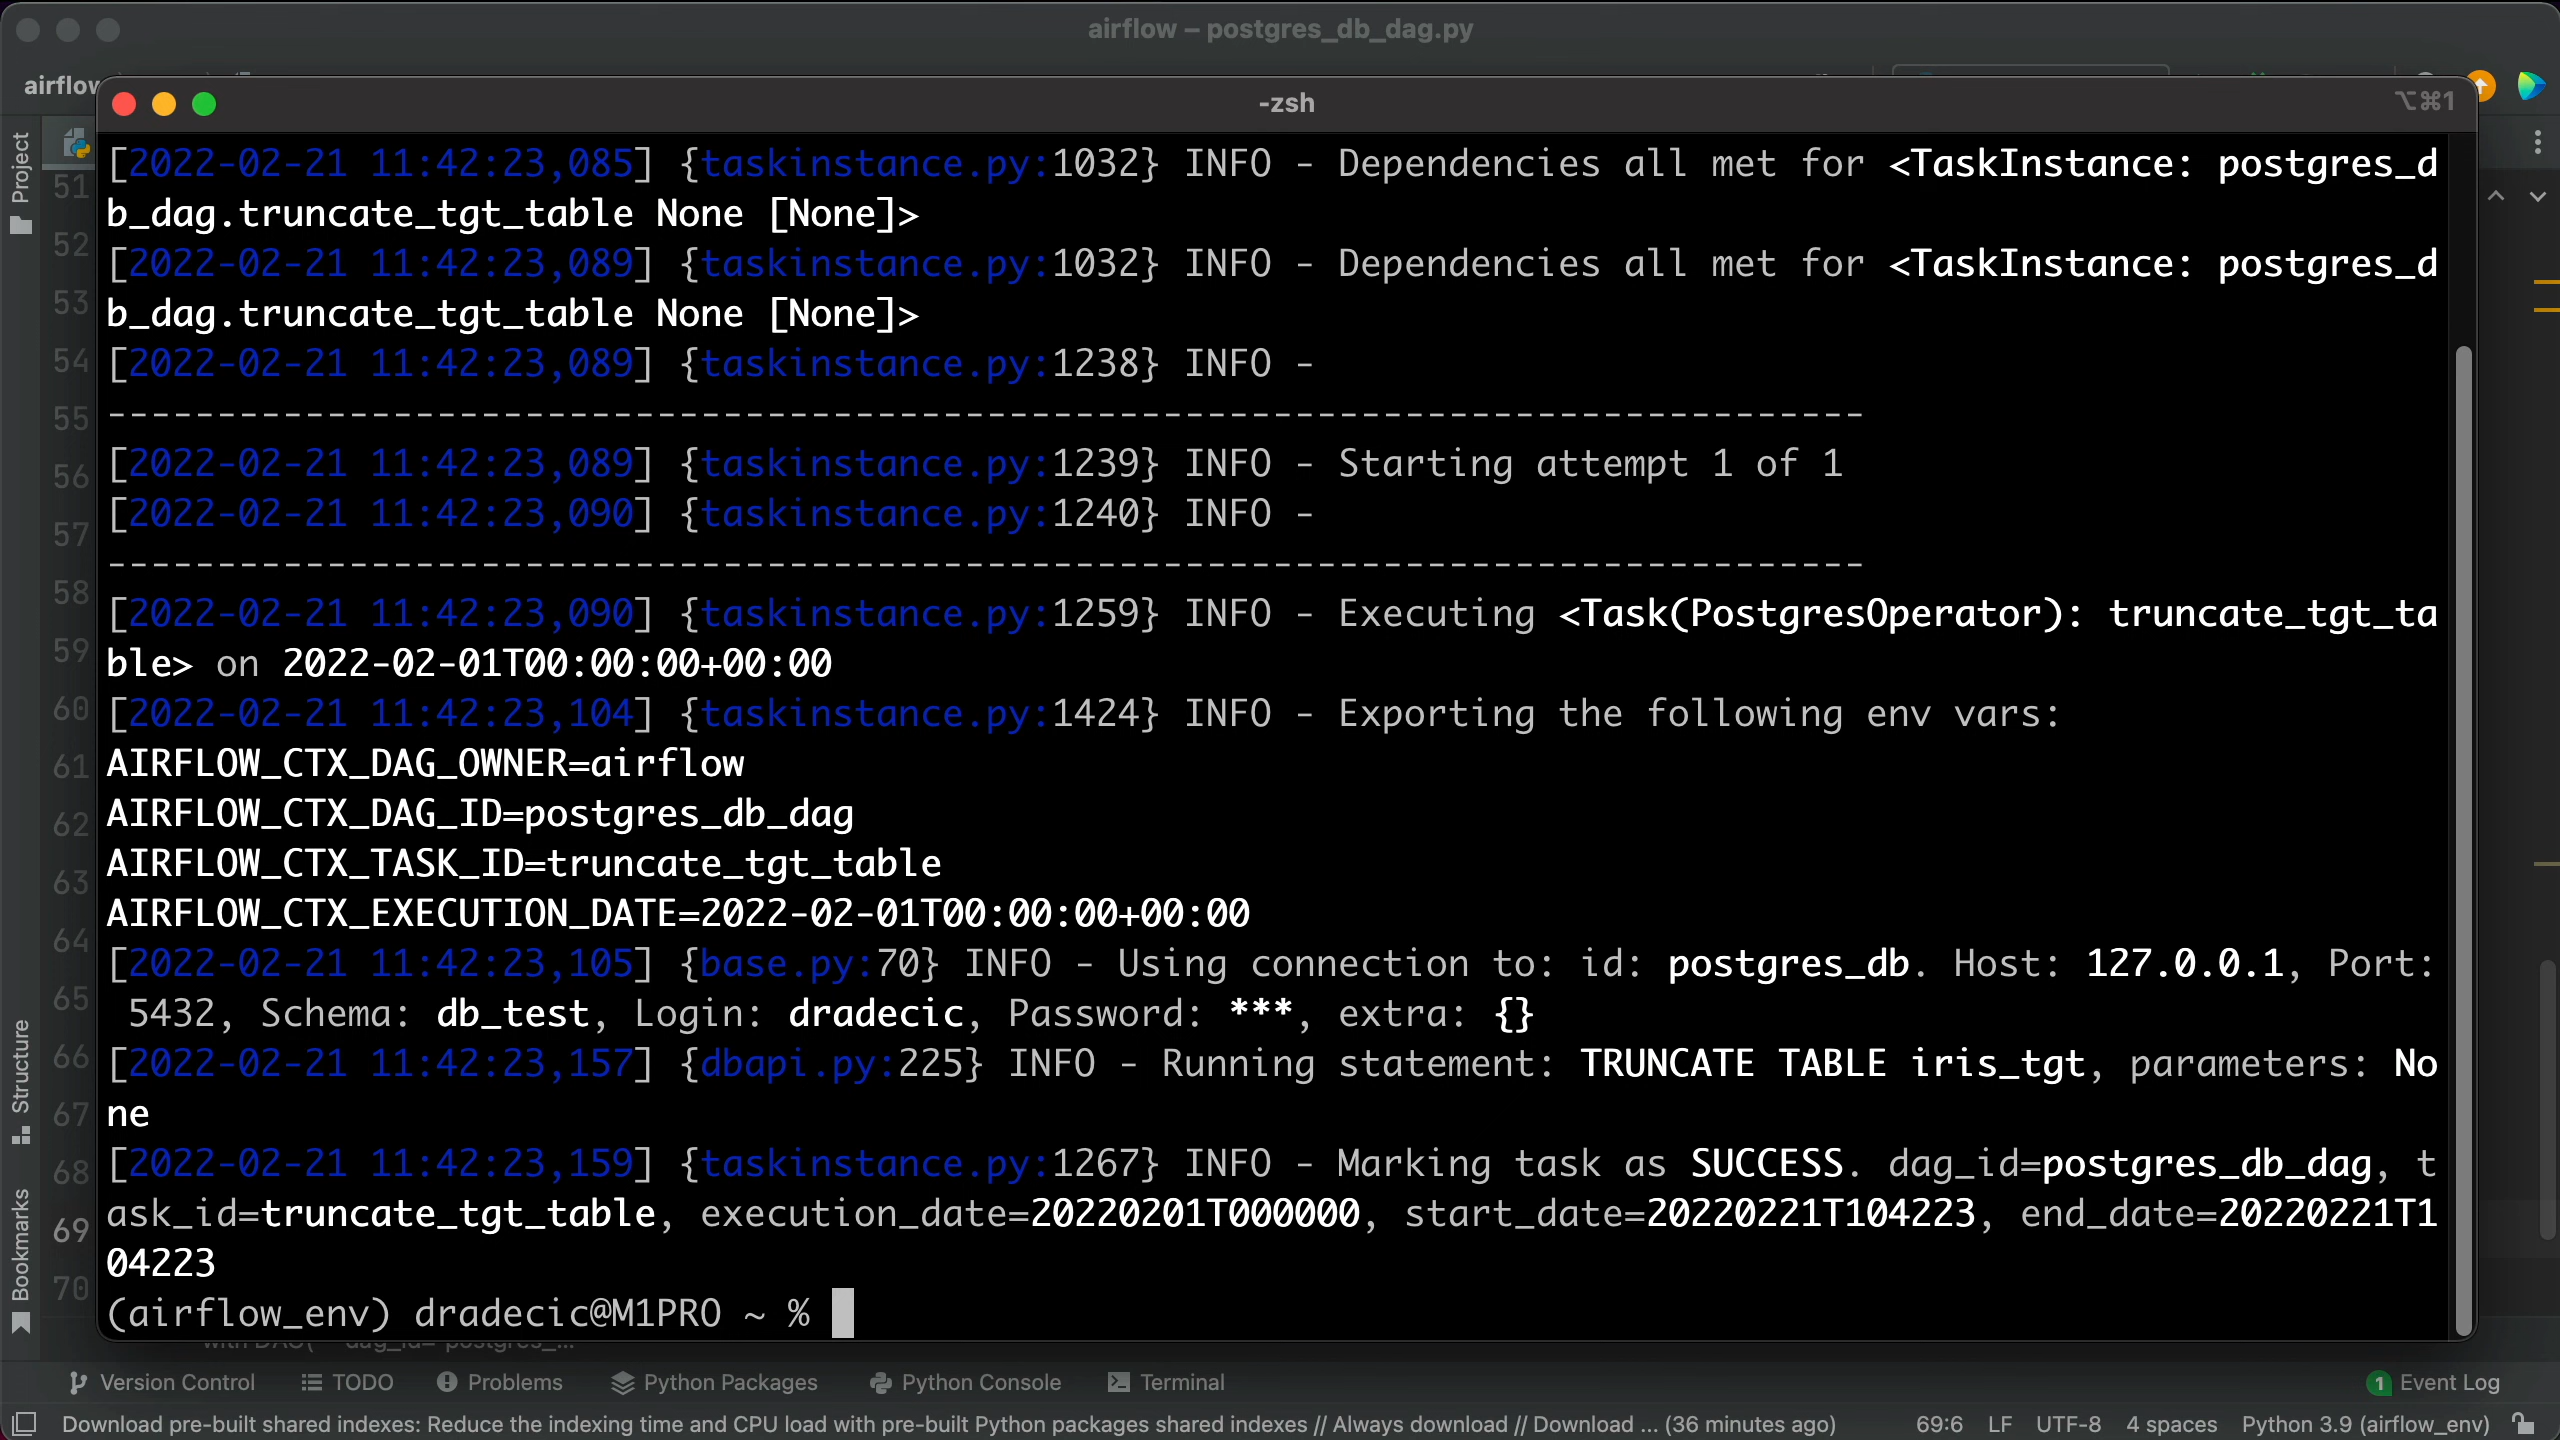 airflow – postgres_db_dag.py
airflow
-zsh
⌥⌘1
Project
[2022-02-21 11:42:23,085] {taskinstance.py:1032} INFO - Dependencies all met for <TaskInstance: postgres_d
b_dag.truncate_tgt_table None [None]>
[2022-02-21 11:42:23,089] {taskinstance.py:1032} INFO - Dependencies all met for <TaskInstance: postgres_d
b_dag.truncate_tgt_table None [None]>
[2022-02-21 11:42:23,089] {taskinstance.py:1238} INFO -
--------------------------------------------------------------------------------
[2022-02-21 11:42:23,089] {taskinstance.py:1239} INFO - Starting attempt 1 of 1
[2022-02-21 11:42:23,090] {taskinstance.py:1240} INFO -
--------------------------------------------------------------------------------
[2022-02-21 11:42:23,090] {taskinstance.py:1259} INFO - Executing <Task(PostgresOperator): truncate_tgt_ta
ble> on 2022-02-01T00:00:00+00:00
[2022-02-21 11:42:23,104] {taskinstance.py:1424} INFO - Exporting the following env vars:
AIRFLOW_CTX_DAG_OWNER=airflow
AIRFLOW_CTX_DAG_ID=postgres_db_dag
AIRFLOW_CTX_TASK_ID=truncate_tgt_table
AIRFLOW_CTX_EXECUTION_DATE=2022-02-01T00:00:00+00:00
[2022-02-21 11:42:23,105] {base.py:70} INFO - Using connection to: id: postgres_db. Host: 127.0.0.1, Port:
5432, Schema: db_test, Login: dradecic, Password: ***, extra: {}
[2022-02-21 11:42:23,157] {dbapi.py:225} INFO - Running statement: TRUNCATE TABLE iris_tgt, parameters: No
ne
[2022-02-21 11:42:23,159] {taskinstance.py:1267} INFO - Marking task as SUCCESS. dag_id=postgres_db_dag, t
ask_id=truncate_tgt_table, execution_date=20220201T000000, start_date=20220221T104223, end_date=20220221T1
04223
(airflow_env) dradecic@M1PRO ~ %
51
52
53
54
55
56
57
58
59
60
61
62
63
64
65
66
67
68
69
70
Structure
Bookmarks
Version Control TODO Problems Python Packages Python Console Terminal 1 Event Log
Download pre-built shared indexes: Reduce the indexing time and CPU load with pre-built Python packages shared indexes // Always download // Download ... (36 minutes ago) 69:6 LF UTF-8 4 spaces Python 3.9 (airflow_env)